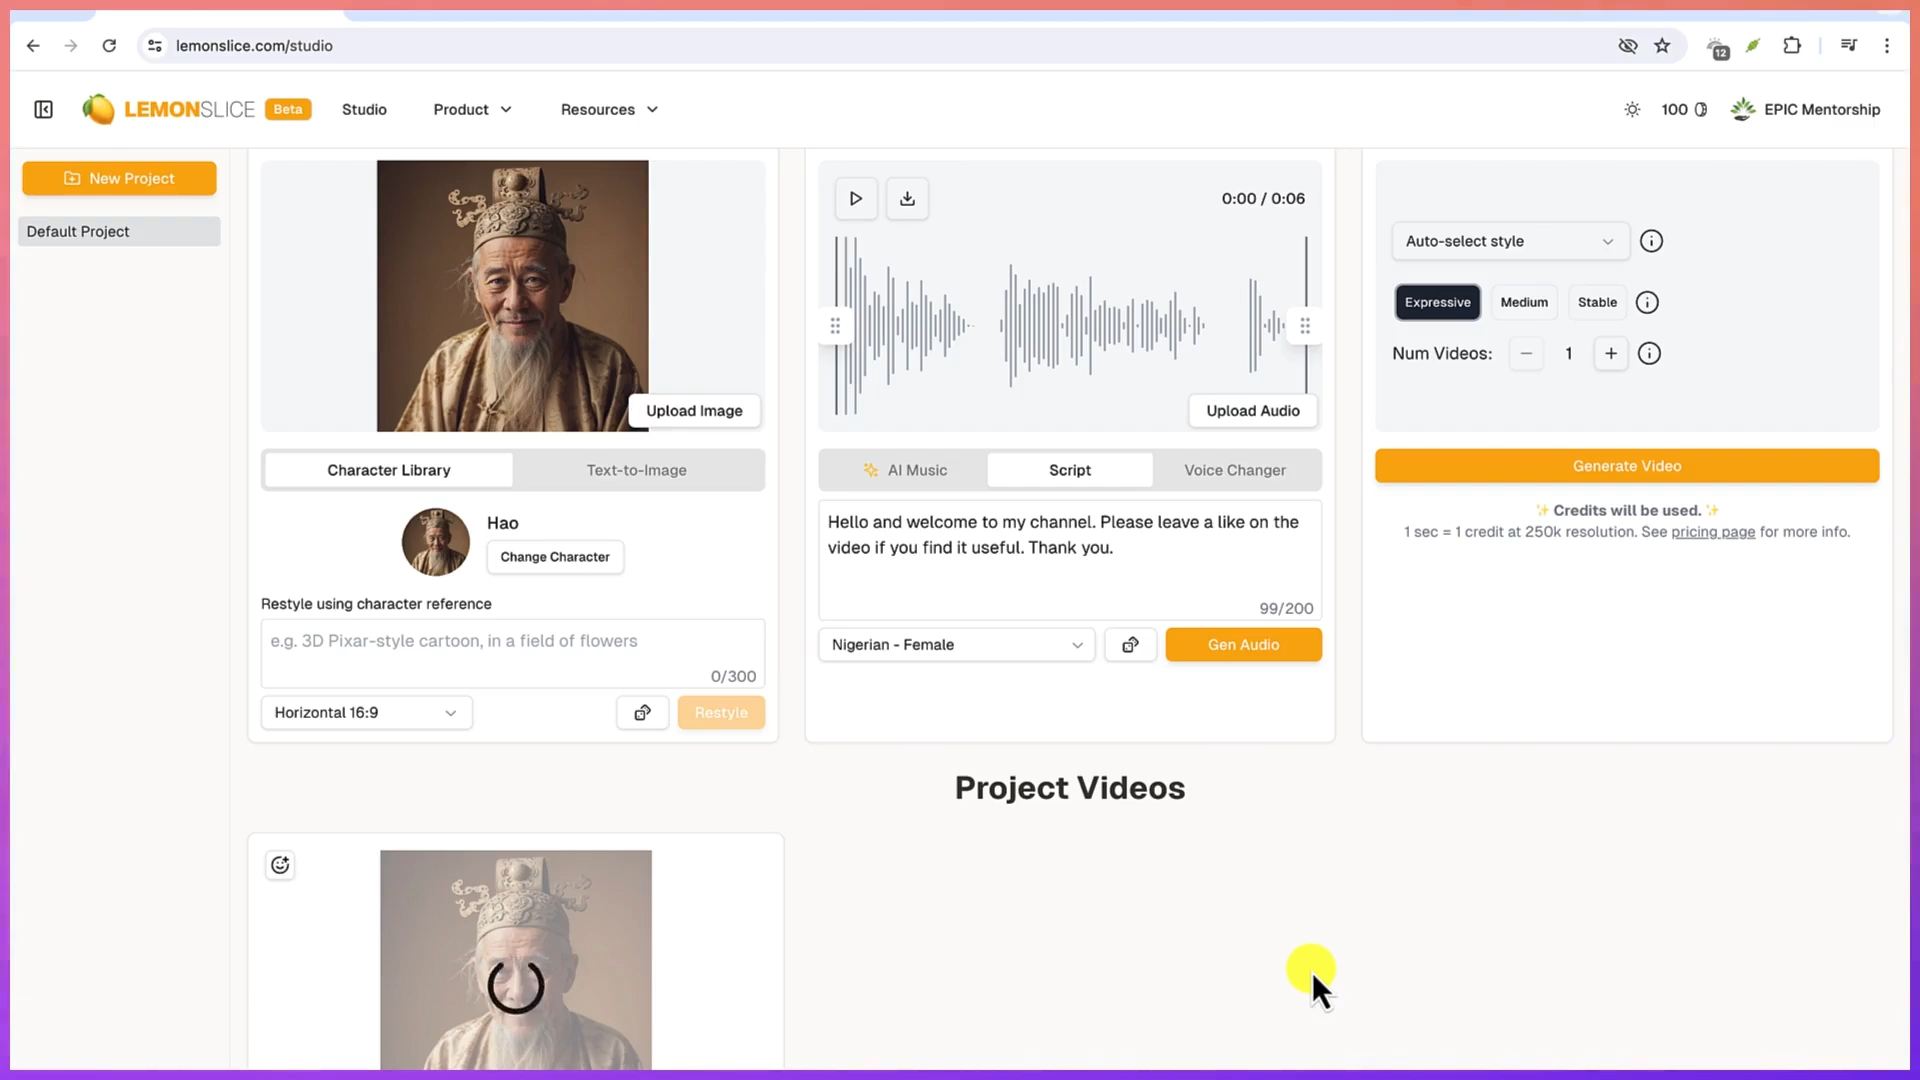 lemonslice.com/studio
12
LEMONSLICE Beta
Studio
Product
Resources
100
EPIC Mentorship
New Project
Default Project
Upload Image
Character Library
Text-to-Image
Hao
Change Character
Restyle using character reference
e.g. 3D Pixar-style cartoon, in a field of flowers
0/300
Horizontal 16:9
Restyle
0:00 / 0:06
Upload Audio
AI Music
Script
Voice Changer
Hello and welcome to my channel. Please leave a like on the
video if you find it useful. Thank you.
99/200
Nigerian - Female
Gen Audio
Auto-select style
Expressive
Medium
Stable
Num Videos:
1
Generate Video
✨ Credits will be used. ✨
1 sec = 1 credit at 250k resolution. See pricing page for more info.
Project Videos